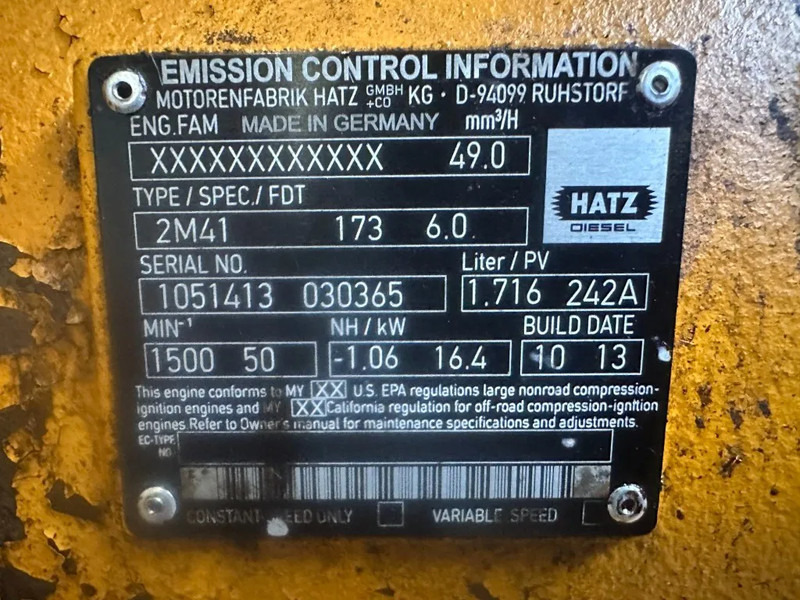 EMISSION CONTROL INFORMATION
MOTORENFABRIK HATZ GMBH +CO KG · D-94099 RUHSTORF
ENG.FAM MADE IN GERMANY mm³/H
XXXXXXXXXXXX 49.0
TYPE / SPEC./ FDT
2M41 173 6.0
HATZ
DIESEL
SERIAL NO. Liter / PV
1051413 030365 1.716 242A
MIN⁻¹ NH / kW BUILD DATE
1500 50 -1.06 16.4 10 13
This engine conforms to MY XX U.S. EPA regulations large nonroad compression-
ignition engines and MY XX California regulation for off-road compression-ignition
engines.Refer to Owner's manual for maintenance specifications and adjustments.
EC-TYPE
NO
CONSTANT-SPEED ONLY VARIABLE SPEED